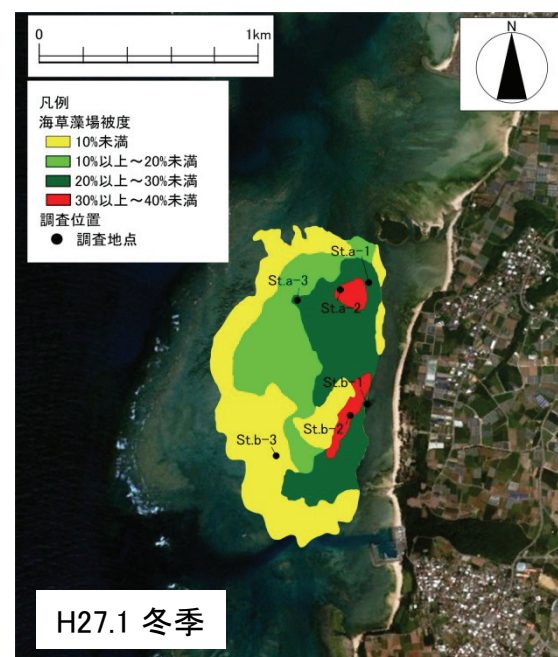 0 1km
N
凡例
海草藻場被度
10%未満
10%以上～20%未満
20%以上～30%未満
30%以上～40%未満
調査位置
調査地点
St.a-1
St.a-3
St.a-2
St.b-1
St.b-2
St.b-3
H27.1 冬季